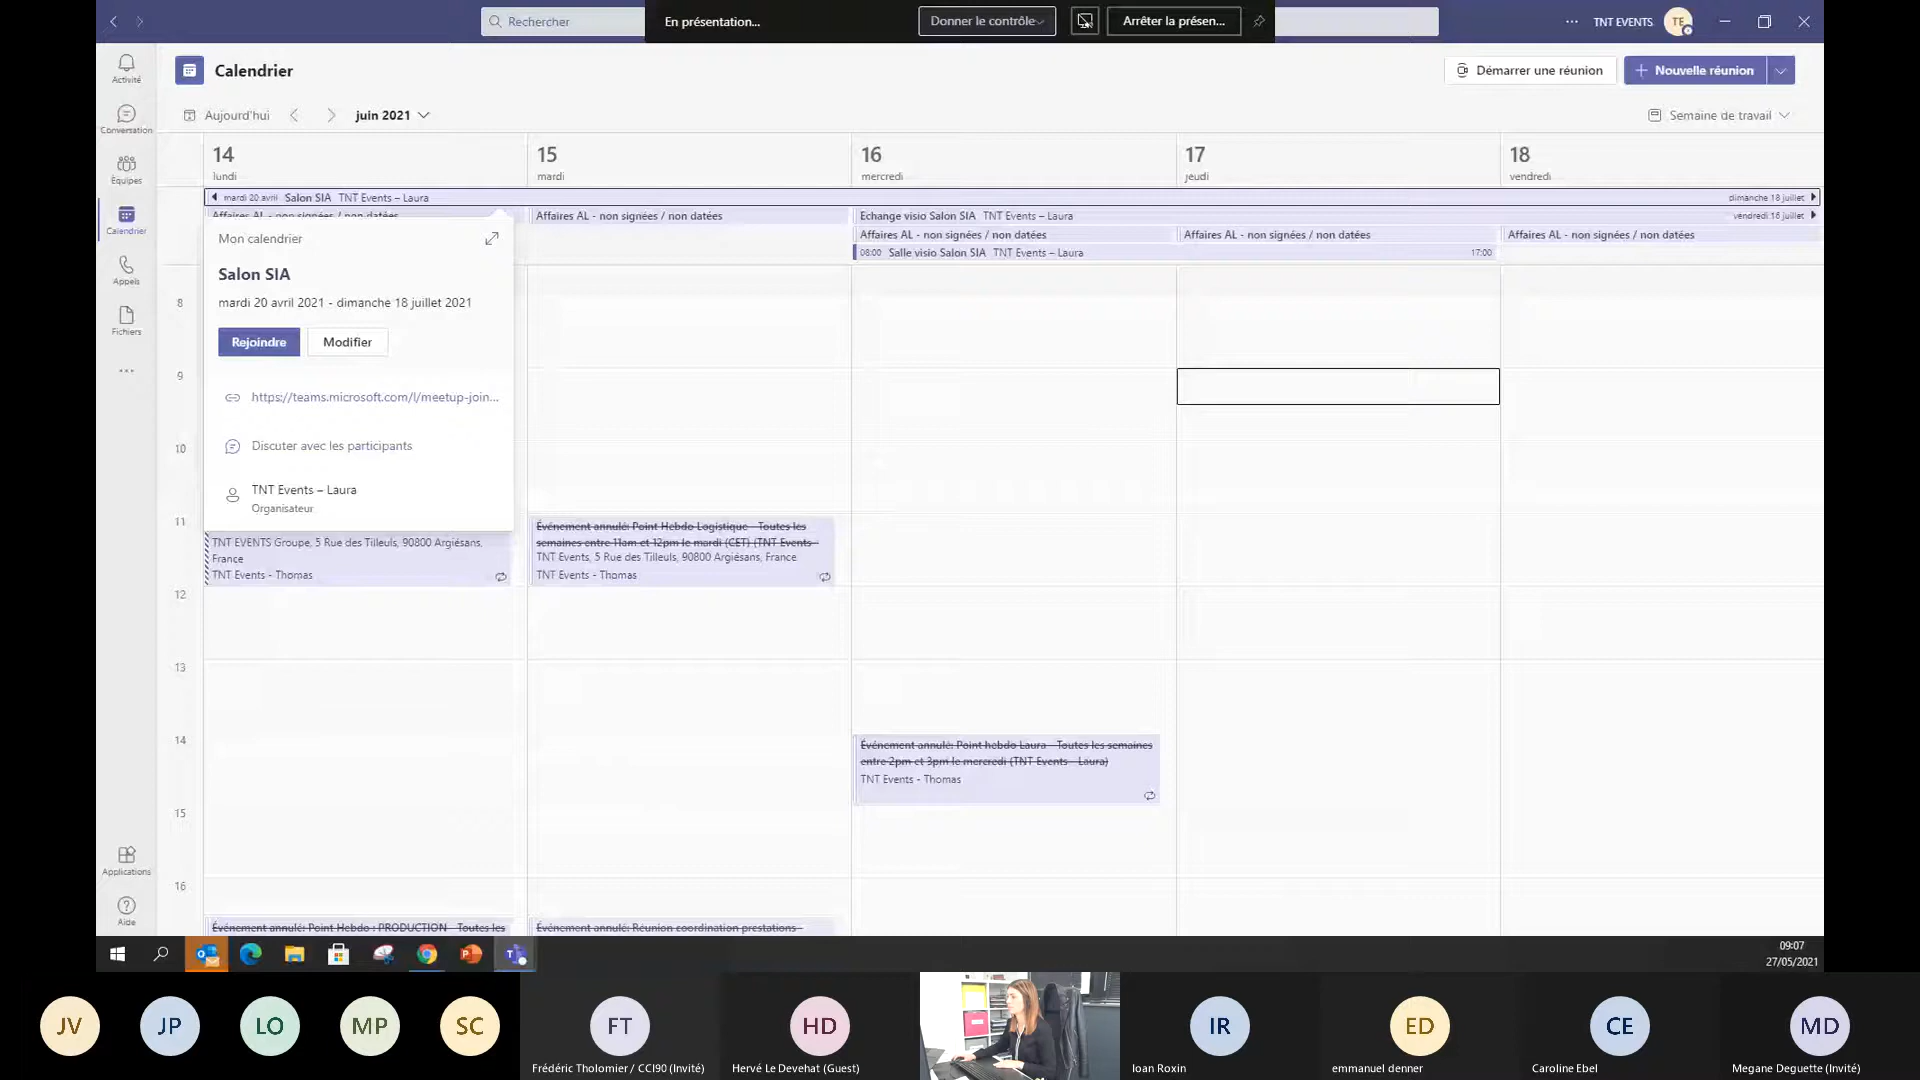 Rechercher
En présentation...
Donner le contrôle
Arrêter la présen...
TNT EVENTS
TE
Activité
Conversation
Équipes
Calendrier
Appels
Fichiers
Applications
Aide
Calendrier
Démarrer une réunion
Nouvelle réunion
Aujourd'hui
juin 2021
Semaine de travail
14
lundi
15
mardi
16
mercredi
17
jeudi
18
vendredi
mardi 20 avril Salon SIA TNT Events – Laura
dimanche 18 juillet
Affaires AL - non signées / non datées
Affaires AL - non signées / non datées
Echange visio Salon SIA TNT Events – Laura
vendredi 16 juillet
Affaires AL - non signées / non datées
Affaires AL - non signées / non datées
Affaires AL - non signées / non datées
08:00 Salle visio Salon SIA TNT Events – Laura 17:00
Mon calendrier
Salon SIA
mardi 20 avril 2021 - dimanche 18 juillet 2021
Rejoindre
Modifier
https://teams.microsoft.com/l/meetup-join...
Discuter avec les participants
TNT Events – Laura
Organisateur
8
9
10
11
12
13
14
15
16
TNT EVENTS Groupe, 5 Rue des Tilleuls, 90800 Argiésans,
France
TNT Events - Thomas
Événement annulé: Point Hebdo Logistique - Toutes les
semaines entre 11am et 12pm le mardi (CET) (TNT Events -
TNT Events, 5 Rue des Tilleuls, 90800 Argiésans, France
TNT Events - Thomas
Événement annulé: Point hebdo Laura - Toutes les semaines
entre 2pm et 3pm le mercredi (TNT Events - Laura)
TNT Events - Thomas
Événement annulé: Point Hebdo : PRODUCTION - Toutes les
Événement annulé: Réunion coordination prestations -
09:07
27/05/2021
JV
JP
LO
MP
SC
FT
Frédéric Tholomier / CCI90 (Invité)
HD
Hervé Le Devehat (Guest)
IR
Ioan Roxin
ED
emmanuel denner
CE
Caroline Ebel
MD
Megane Deguette (Invité)